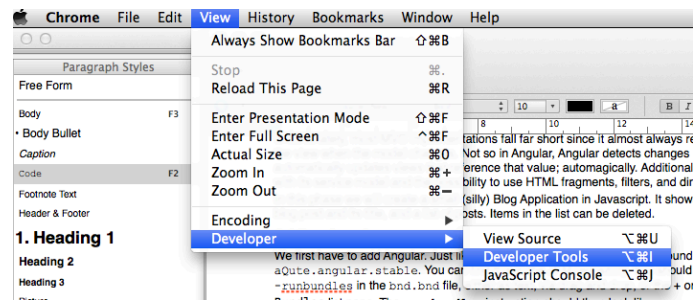 Chrome File Edit View History Bookmarks Window Help
Always Show Bookmarks Bar ⇧⌘B
Paragraph Styles
Stop ⌘.
Free Form
Reload This Page ⌘R
10 a B I
Body F3
Enter Presentation Mode ⇧⌘F
8 10 12 14
• Body Bullet
Enter Full Screen ^⌘F
tations fall far short since it almost always re
Caption
Actual Size ⌘0
Not so in Angular, Angular detects changes
Code F2
Zoom In ⌘+
erence that value; automagically. Additional
Footnote Text
Zoom Out ⌘–
bility to use HTML fragments, filters, and dir
Header & Footer
(silly) Blog Application in Javascript. It show
Encoding ▶
osts. Items in the list can be deleted.
1. Heading 1
Developer ▶
View Source ⌥⌘U
Heading 2
We first have to add Angular. Just li
Developer Tools ⌥⌘I
aQute.angular.stable. You can
JavaScript Console ⌥⌘J
Heading 3
-runbundles in the bnd.bnd file,